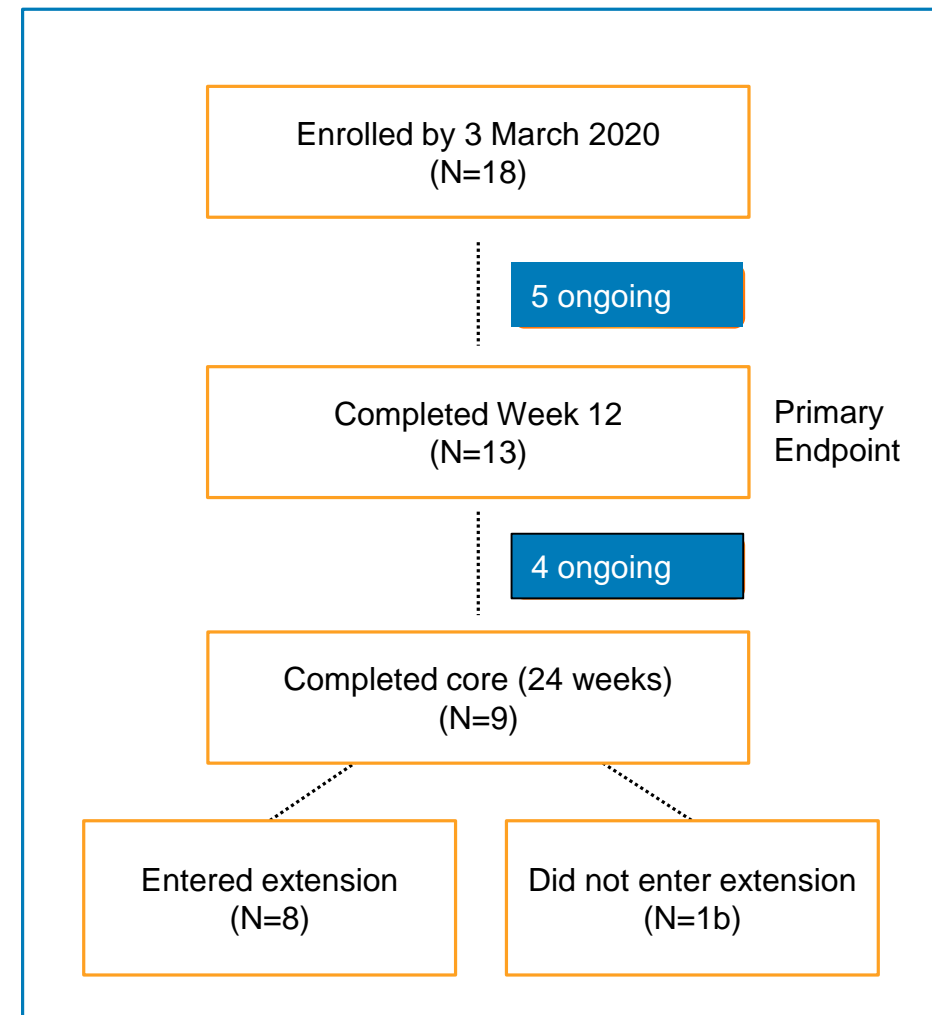 Enrolled by 3 March 2020
(N=18)
5 ongoing
Completed Week 12
(N=13)
Primary
Endpoint
4 ongoing
Completed core (24 weeks)
(N=9)
Entered extension
(N=8)
Did not enter extension
(N=1b)